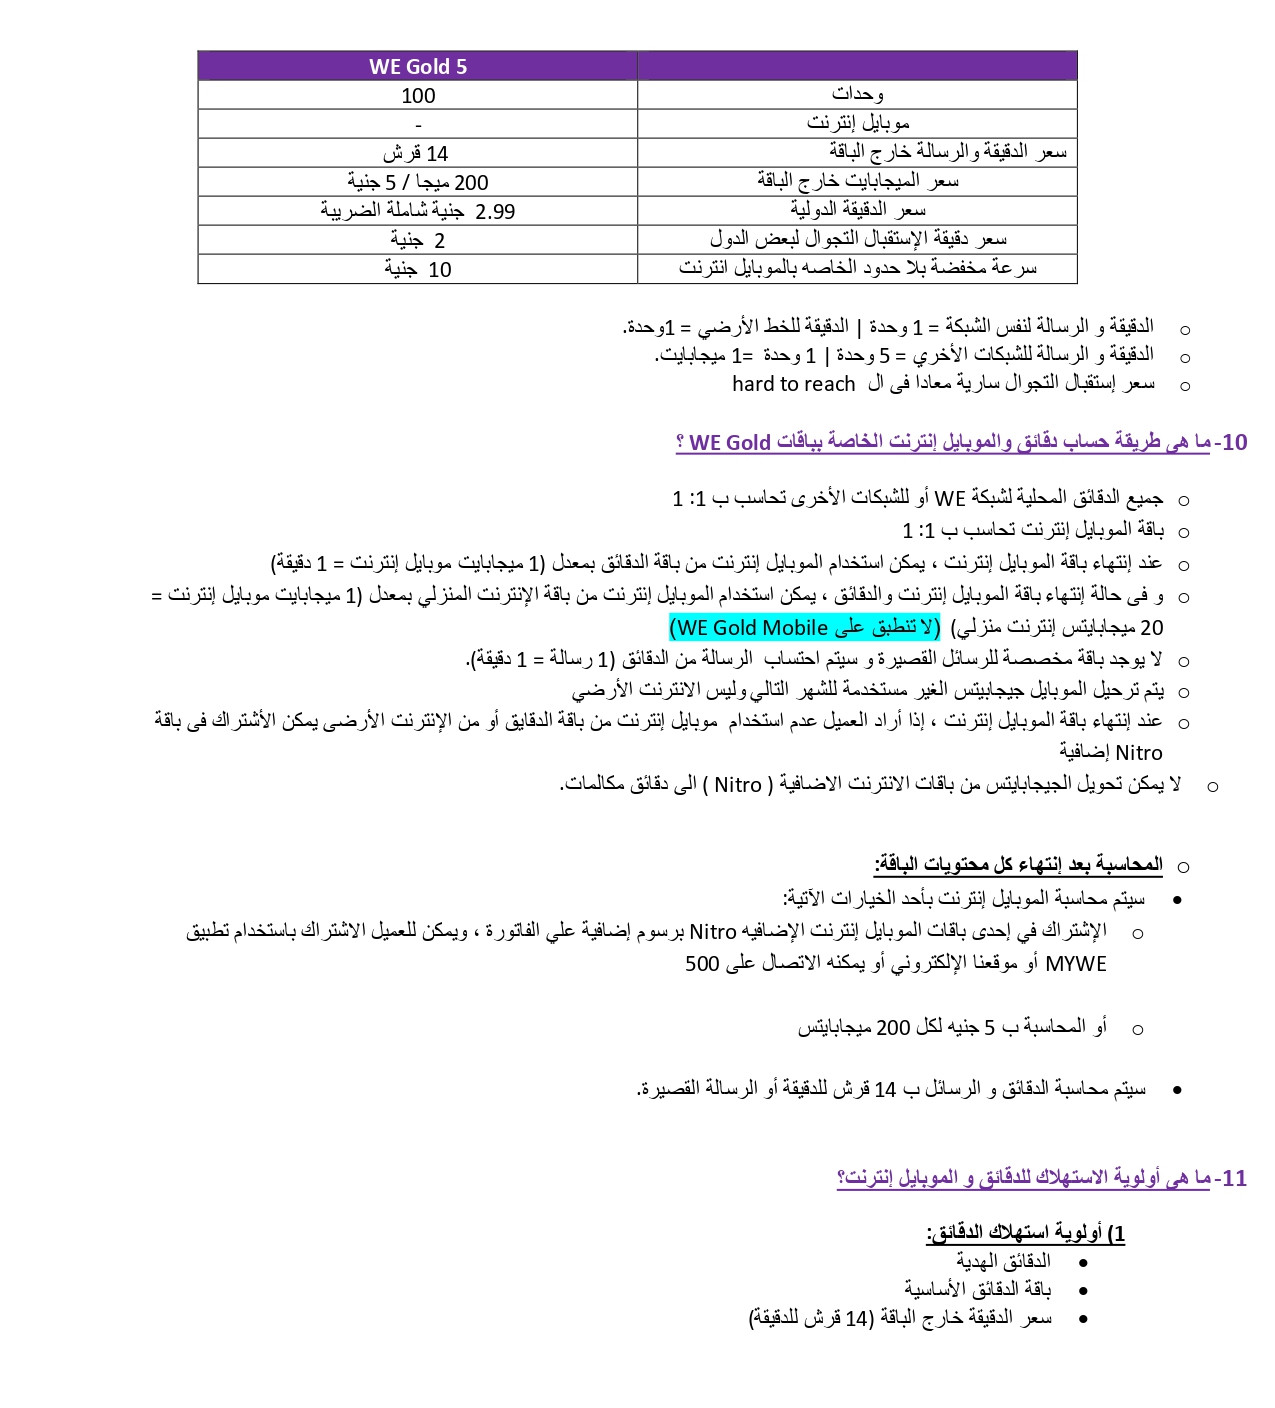 WE Gold 5
وحدات 100
موبايل إنترنت -
سعر الدقيقة والرسالة خارج الباقة 14 قرش
سعر الميجابايت خارج الباقة 200 ميجا / 5 جنية
سعر الدقيقة الدولية 2.99 جنية شاملة الضريبة
سعر دقيقة الإستقبال التجوال لبعض الدول 2 جنية
سرعة مخفضة بلا حدود الخاصه بالموبايل انترنت 10 جنية
o الدقيقة و الرسالة لنفس الشبكة = 1 وحدة | الدقيقة للخط الأرضي = 1وحدة.
o الدقيقة و الرسالة للشبكات الأخري = 5 وحدة | 1 وحدة =1 ميجابايت.
o سعر إستقبال التجوال سارية معادا فى ال hard to reach
10- ما هى طريقة حساب دقائق والموبايل إنترنت الخاصة بباقات WE Gold ؟
o جميع الدقائق المحلية لشبكة WE أو للشبكات الأخرى تحاسب ب 1: 1
o باقة الموبايل إنترنت تحاسب ب 1: 1
o عند إنتهاء باقة الموبايل إنترنت ، يمكن استخدام الموبايل إنترنت من باقة الدقائق بمعدل (1 ميجابايت موبايل إنترنت = 1 دقيقة)
o و فى حالة إنتهاء باقة الموبايل إنترنت والدقائق ، يمكن استخدام الموبايل إنترنت من باقة الإنترنت المنزلي بمعدل (1 ميجابايت موبايل إنترنت =
20 ميجابايتس إنترنت منزلي) (لا تنطبق على WE Gold Mobile)
o لا يوجد باقة مخصصة للرسائل القصيرة و سيتم احتساب الرسالة من الدقائق (1 رسالة = 1 دقيقة).
o يتم ترحيل الموبايل جيجابيتس الغير مستخدمة للشهر التالي وليس الانترنت الأرضي
o عند إنتهاء باقة الموبايل إنترنت ، إذا أراد العميل عدم استخدام موبايل إنترنت من باقة الدقايق أو من الإنترنت الأرضى يمكن الأشتراك فى باقة
Nitro إضافية
o لا يمكن تحويل الجيجابايتس من باقات الانترنت الاضافية ( Nitro ) الى دقائق مكالمات.
o المحاسبة بعد إنتهاء كل محتويات الباقة:
• سيتم محاسبة الموبايل إنترنت بأحد الخيارات الآتية:
o الإشتراك في إحدى باقات الموبايل إنترنت الإضافيه Nitro برسوم إضافية علي الفاتورة ، ويمكن للعميل الاشتراك باستخدام تطبيق
MYWE أو موقعنا الإلكتروني أو يمكنه الاتصال على 500
o أو المحاسبة ب 5 جنيه لكل 200 ميجابايتس
• سيتم محاسبة الدقائق و الرسائل ب 14 قرش للدقيقة أو الرسالة القصيرة.
11- ما هى أولوية الاستهلاك للدقائق و الموبايل إنترنت؟
1) أولوية استهلاك الدقائق:
• الدقائق الهدية
• باقة الدقائق الأساسية
• سعر الدقيقة خارج الباقة (14 قرش للدقيقة)